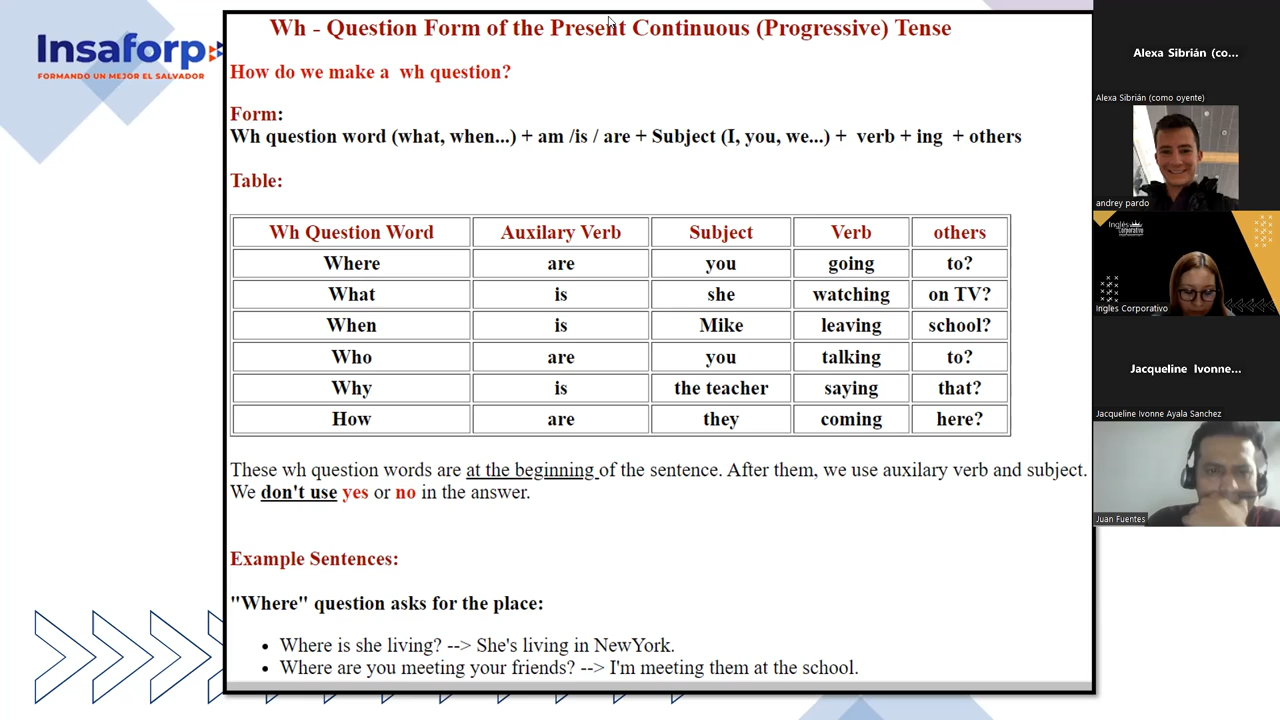 Wh - Question Form of the Present Continuous (Progressive) Tense
Insaforp
FORMANDO UN MEJOR EL SALVADOR
How do we make a wh question?
Form:
Wh question word (what, when...) + am /is / are + Subject (I, you, we...) + verb + ing + others
Table:
Wh Question Word Auxilary Verb Subject Verb others
Where are you going to?
What is she watching on TV?
When is Mike leaving school?
Who are you talking to?
Why is the teacher saying that?
How are they coming here?
These wh question words are at the beginning of the sentence. After them, we use auxilary verb and subject.
We don't use yes or no in the answer.
Example Sentences:
"Where" question asks for the place:
• Where is she living? --> She's living in NewYork.
• Where are you meeting your friends? --> I'm meeting them at the school.
Alexa Sibrián (co...
Alexa Sibrián (como oyente)
andrey pardo
Inglés
Corporativo
Ingles Corporativo
Jacqueline Ivonne...
Jacqueline Ivonne Ayala Sanchez
Juan Fuentes